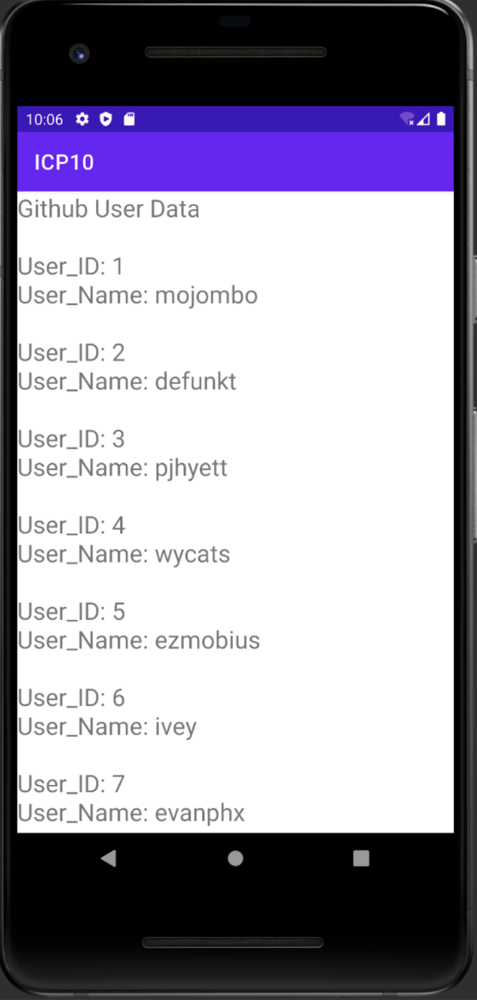 10:06
ICP10
Github User Data
User_ID: 1
User_Name: mojombo
User_ID: 2
User_Name: defunkt
User_ID: 3
User_Name: pjhyett
User_ID: 4
User_Name: wycats
User_ID: 5
User_Name: ezmobius
User_ID: 6
User_Name: ivey
User_ID: 7
User_Name: evanphx